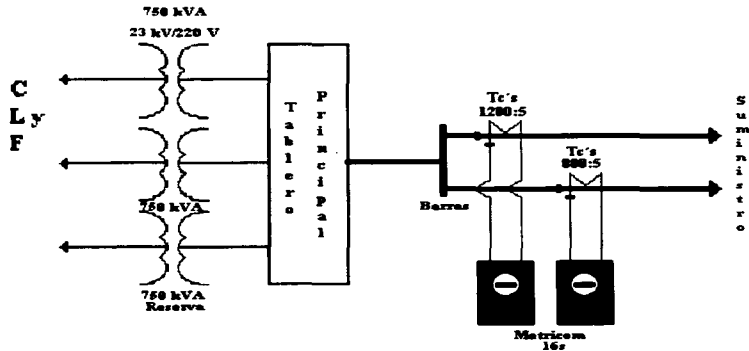 750 kVA
23 kV/220 V
CLyF
750 kVA
750 kVA
Reserva
Tablero
Principal
Barras
Tc's
1200:5
Tc's
800:5
Suministro
Metricom
16s